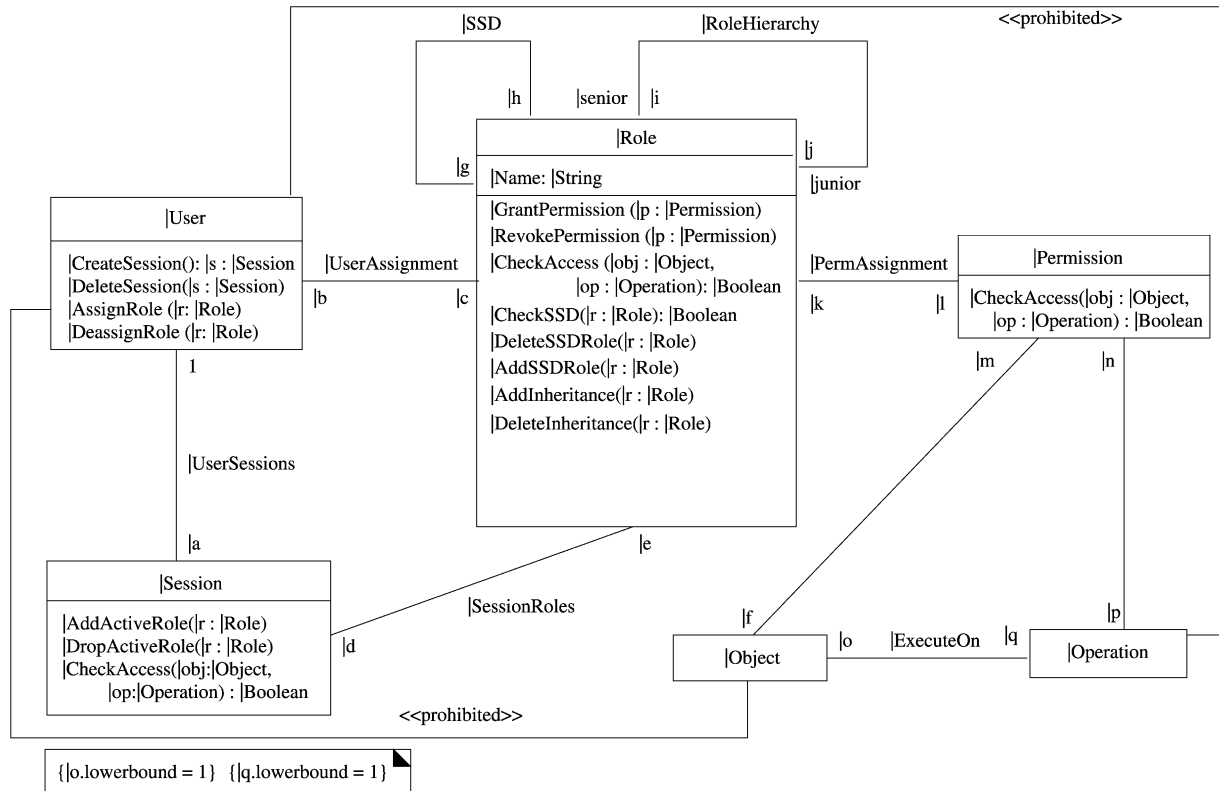 |SSD
|RoleHierarchy
<<prohibited>>
|h
|senior
|i
|Role
|g
|j
|junior
|Name: |String
|User
|GrantPermission (|p : |Permission)
|RevokePermission (|p : |Permission)
|CheckAccess (|obj : |Object,
|op : |Operation): |Boolean
|CheckSSD(|r : |Role): |Boolean
|DeleteSSDRole(|r : |Role)
|AddSSDRole(|r : |Role)
|AddInheritance(|r : |Role)
|DeleteInheritance(|r : |Role)
|CreateSession(): |s : |Session
|DeleteSession(|s : |Session)
|AssignRole (|r: |Role)
|DeassignRole (|r: |Role)
|UserAssignment
|b
|c
|PermAssignment
|k
|l
|Permission
|CheckAccess(|obj : |Object,
|op : |Operation) : |Boolean
1
|m
|n
|UserSessions
|a
|e
|Session
|AddActiveRole(|r : |Role)
|DropActiveRole(|r : |Role)
|CheckAccess(|obj:|Object,
|op:|Operation) : |Boolean
|SessionRoles
|d
|f
|p
|Object
|o
|ExecuteOn
|q
|Operation
<<prohibited>>
{|o.lowerbound = 1} {|q.lowerbound = 1}